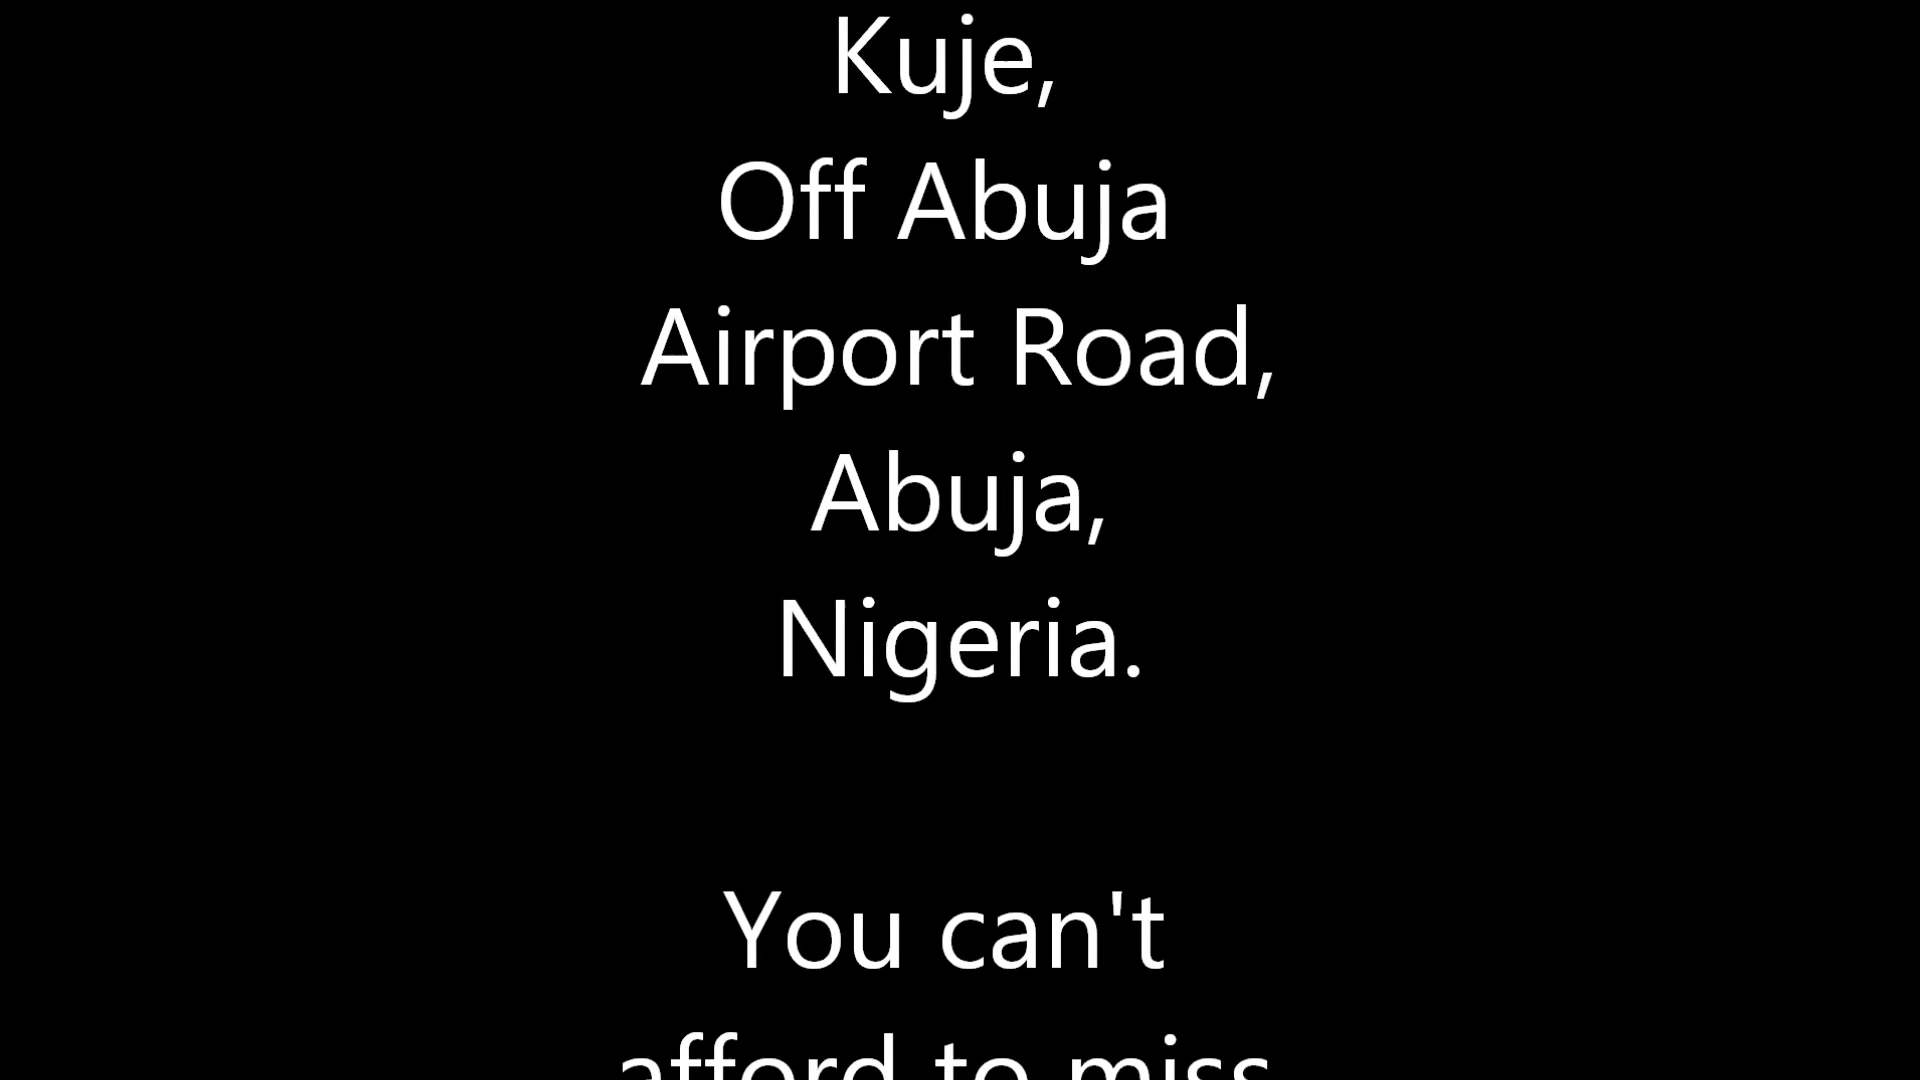 Kuje,
Off Abuja
Airport Road,
Abuja,
Nigeria.
You can't
afford to miss